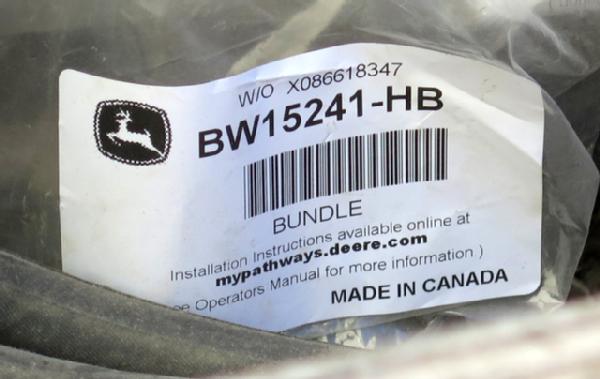 W/O X086618347
BW15241-HB
BUNDLE
Installation Instructions available online at
mypathways.deere.com
Operators Manual for more information )
MADE IN CANADA